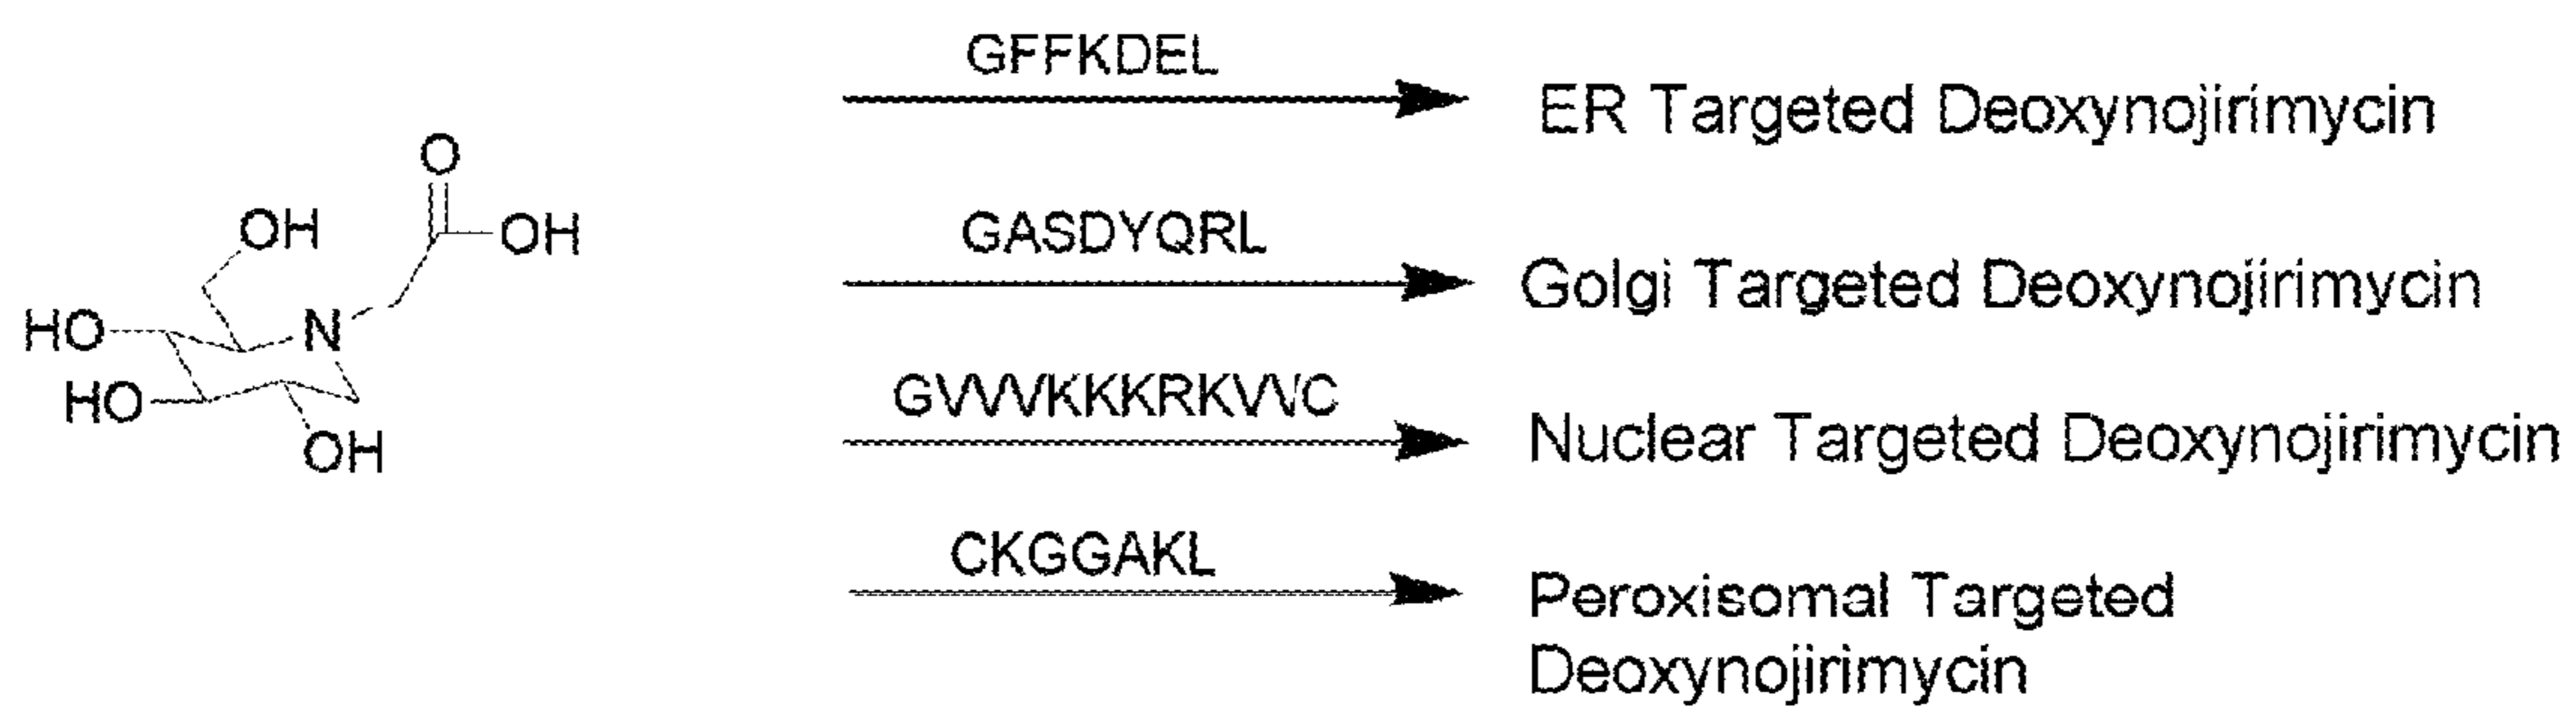 GFFKDEL
ER Targeted Deoxynojirimycin
O
OH
OH
HO
N
HO
OH
GASDYQRL
Golgi Targeted Deoxynojirimycin
GVVVKKKRKVVC
Nuclear Targeted Deoxynojirimycin
CKGGAKL
Peroxisomal Targeted
Deoxynojirimycin